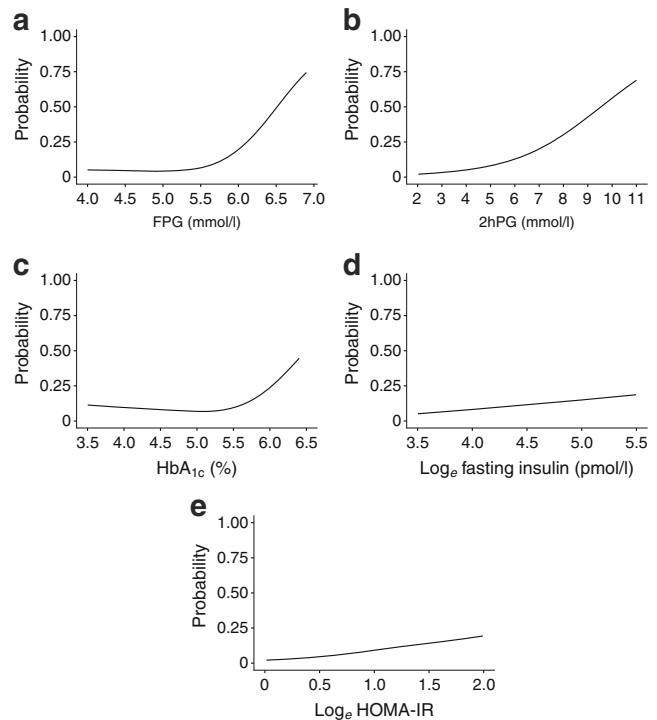 a
1.00
0.75
0.50
0.25
0
Probability
4.0 4.5 5.0 5.5 6.0 6.5 7.0
FPG (mmol/l)
b
1.00
0.75
0.50
0.25
0
Probability
2 3 4 5 6 7 8 9 10 11
2hPG (mmol/l)
c
1.00
0.75
0.50
0.25
0
Probability
3.5 4.0 4.5 5.0 5.5 6.0 6.5
HbA1c (%)
d
1.00
0.75
0.50
0.25
0
Probability
3.5 4.0 4.5 5.0 5.5
Loge fasting insulin (pmol/l)
e
1.00
0.75
0.50
0.25
0
Probability
0 0.5 1.0 1.5 2.0
Loge HOMA-IR